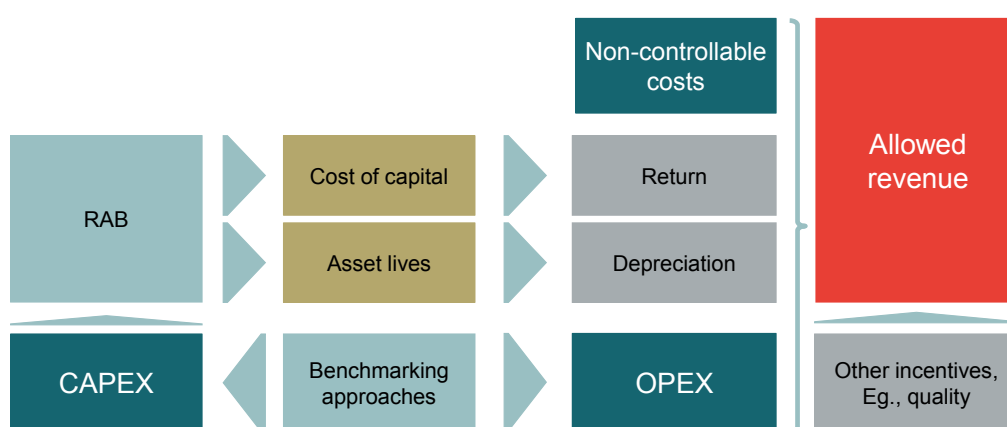 Non-controllable
costs
Allowed
revenue
RAB
Cost of capital
Return
Asset lives
Depreciation
CAPEX
Benchmarking
approaches
OPEX
Other incentives,
Eg., quality